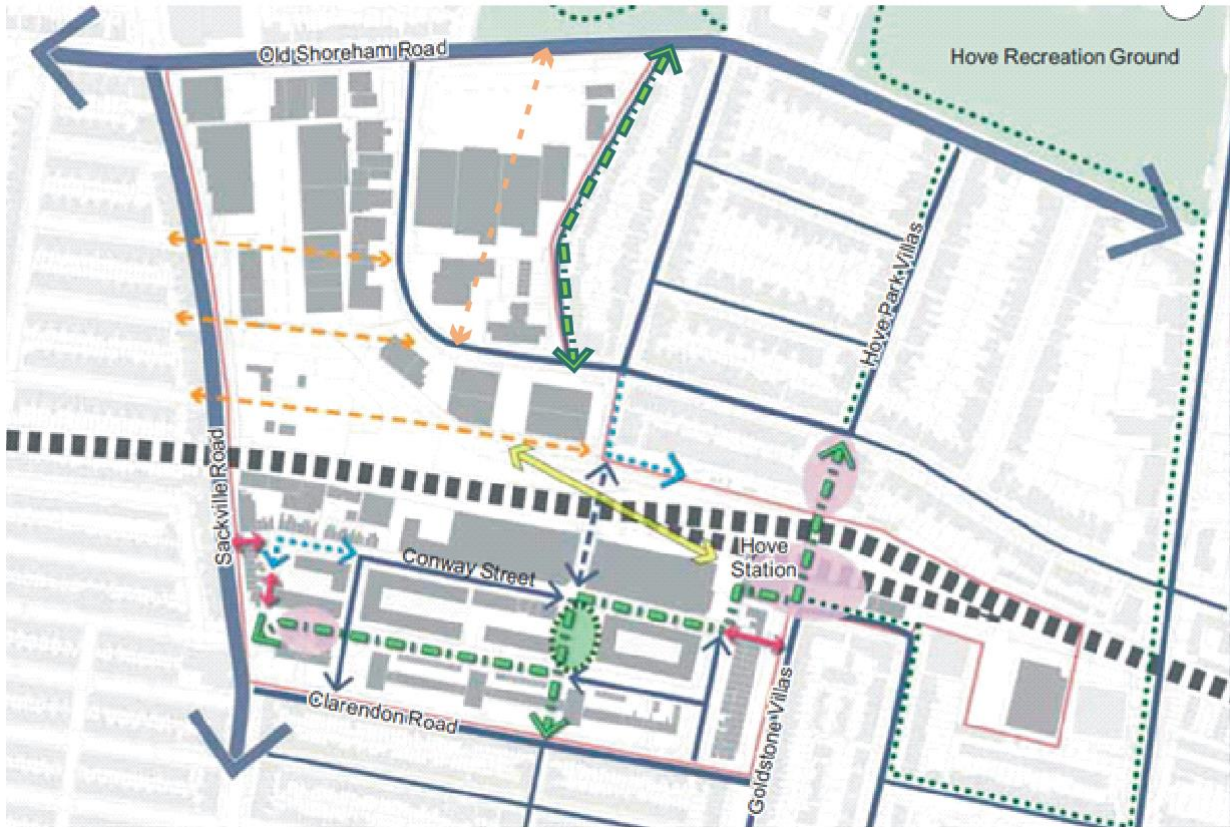 Old Shoreham Road
Hove Recreation Ground
Hove Park Villas
Sackville Road
Conway Street
Hove
Station
Clarendon Road
Goldstone Villas